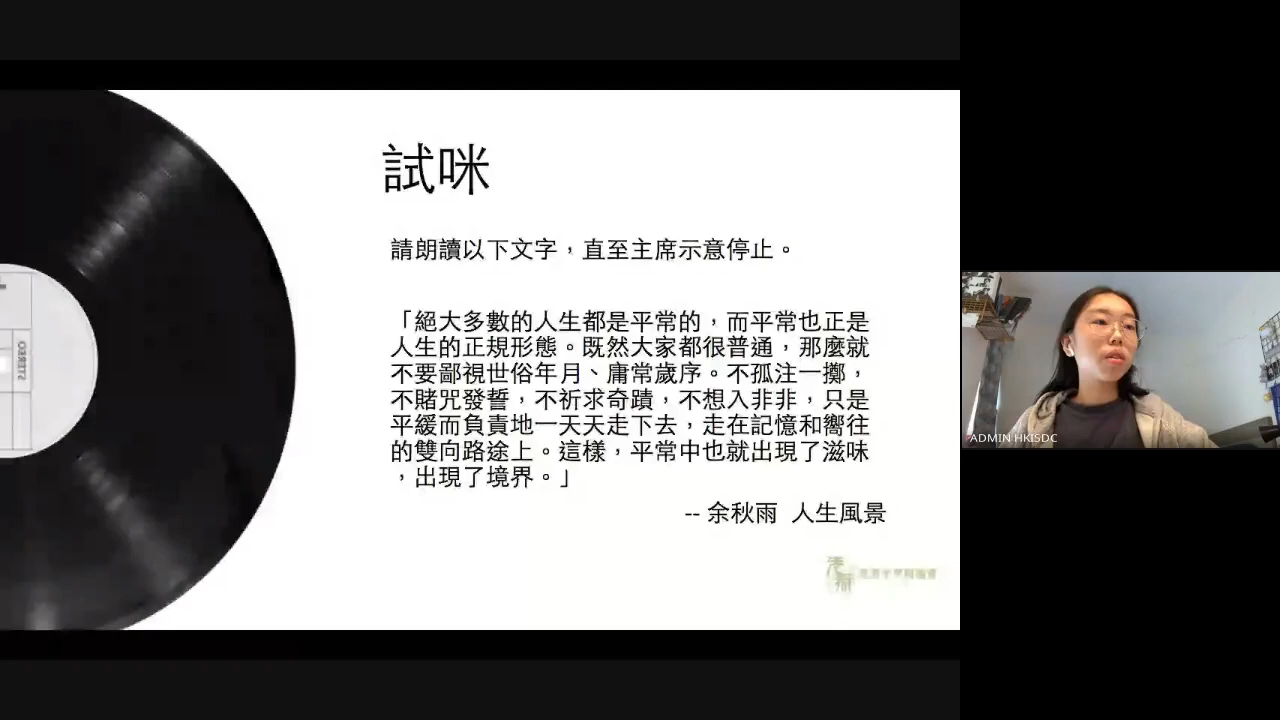 試咪
請朗讀以下文字，直至主席示意停止。
「絕大多數的人生都是平常的，而平常也正是
人生的正規形態。既然大家都很普通，那麼就
不要鄙視世俗年月、庸常歲序。不孤注一擲，
不賭咒發誓，不祈求奇蹟，不想入非非，只是
平緩而負責地一天天走下去，走在記憶和嚮往
的雙向路途上。這樣，平常中也就出現了滋味
，出現了境界。」
-- 余秋雨 人生風景
ADMIN HKISDC